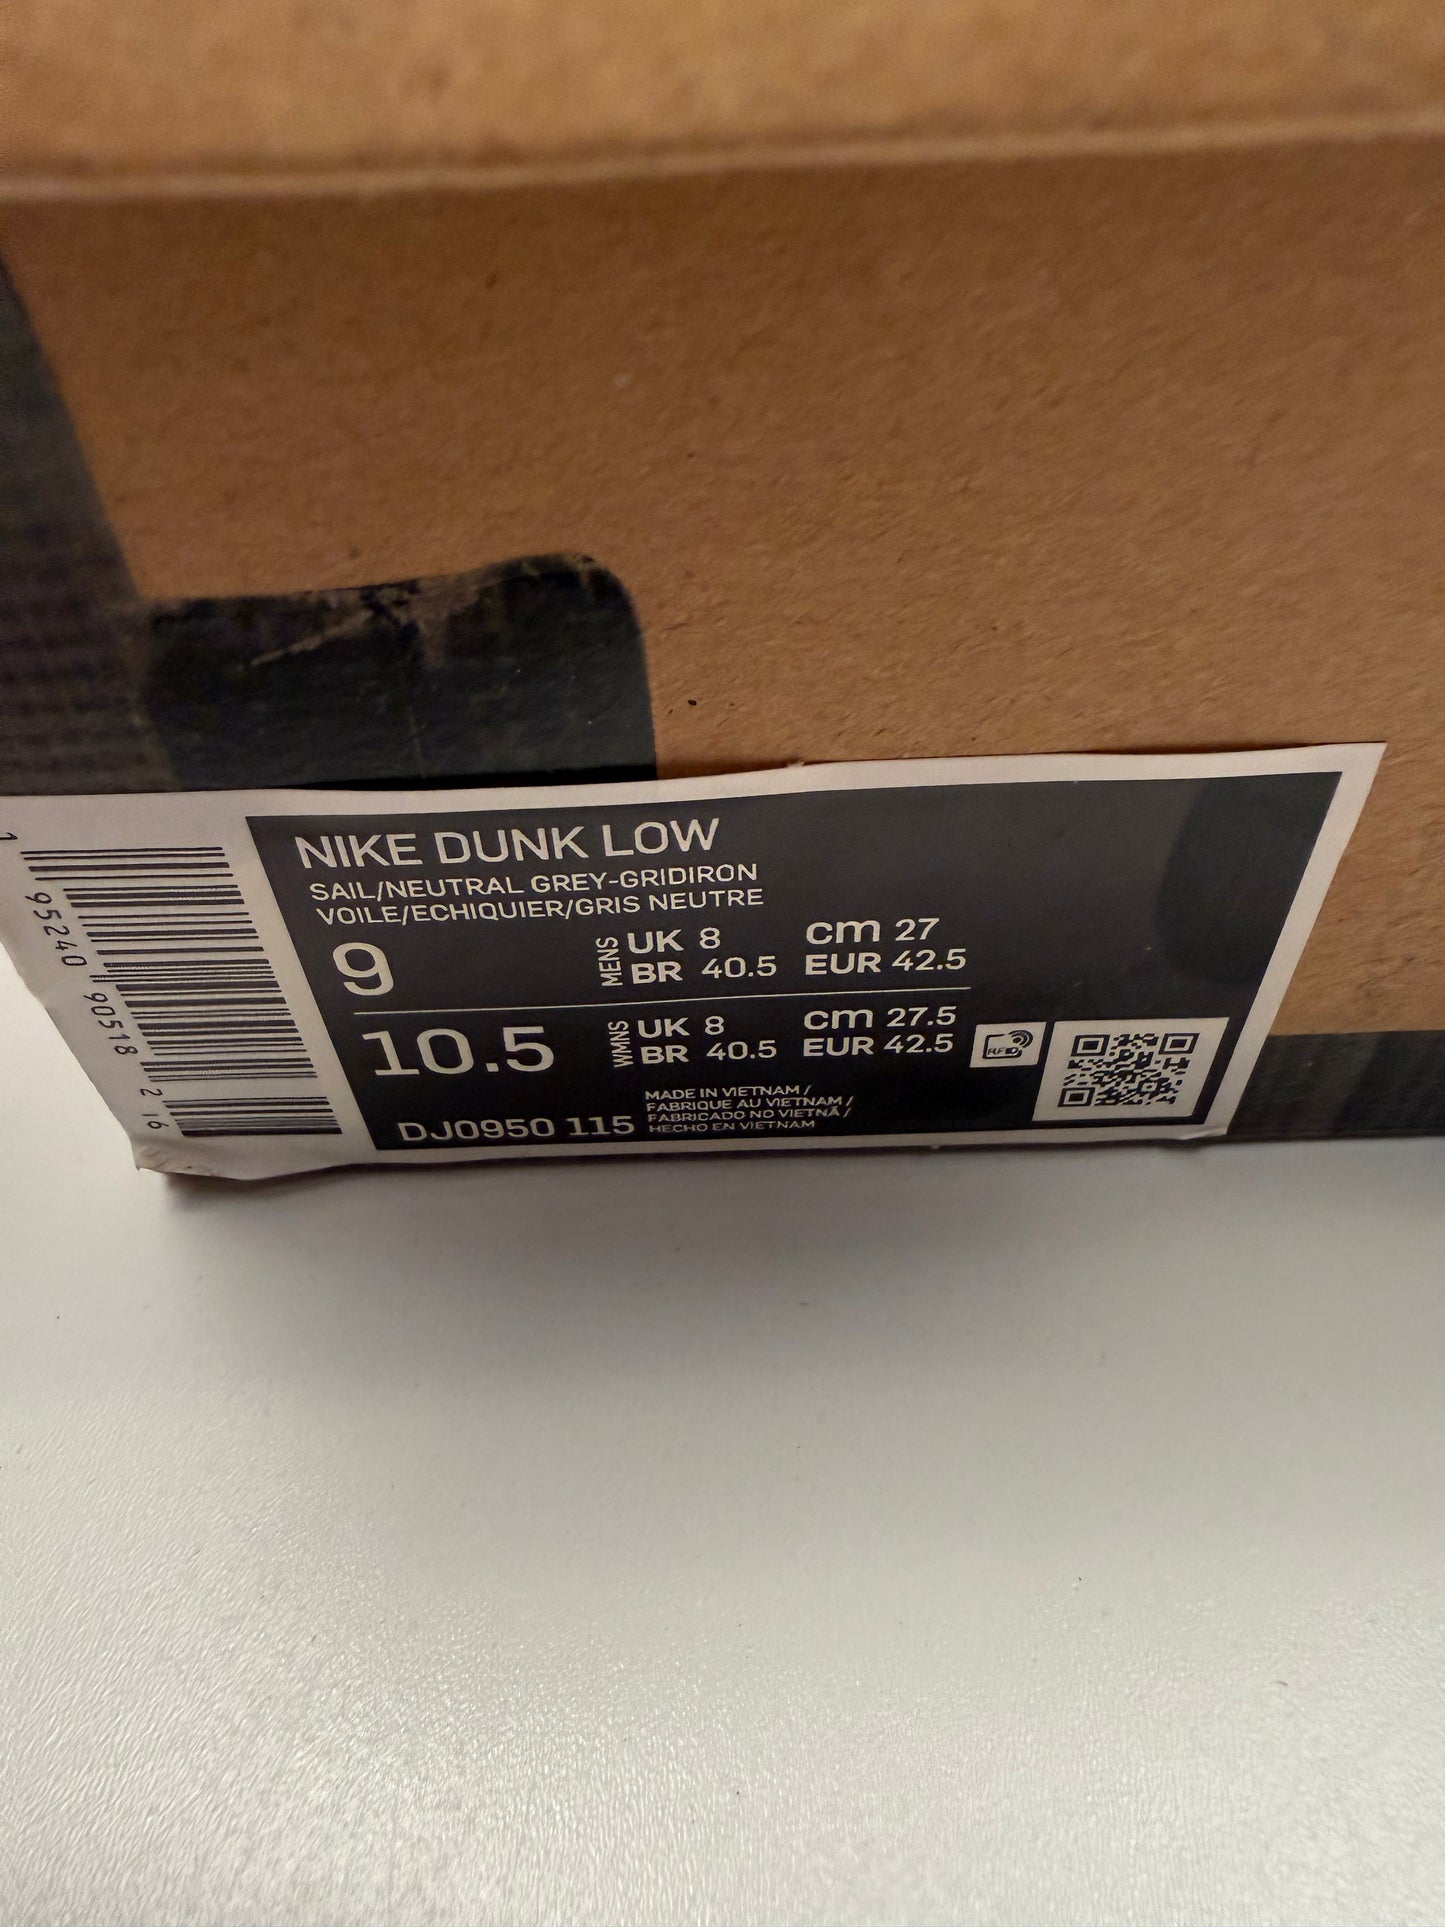 NIKE DUNK LOW
SAIL/NEUTRAL GREY-GRIDIRON
VOILE/ECHIQUIER/GRIS NEUTRE
9 MENS UK 8 cm 27
BR 40.5 EUR 42.5
10.5 WMNS UK 8 cm 27.5
BR 40.5 EUR 42.5
RFID
DJ0950 115
MADE IN VIETNAM /
FABRIQUE AU VIETNAM /
FABRICADO NO VIETNÃ /
HECHO EN VIETNAM
1 95240 90518 2 16